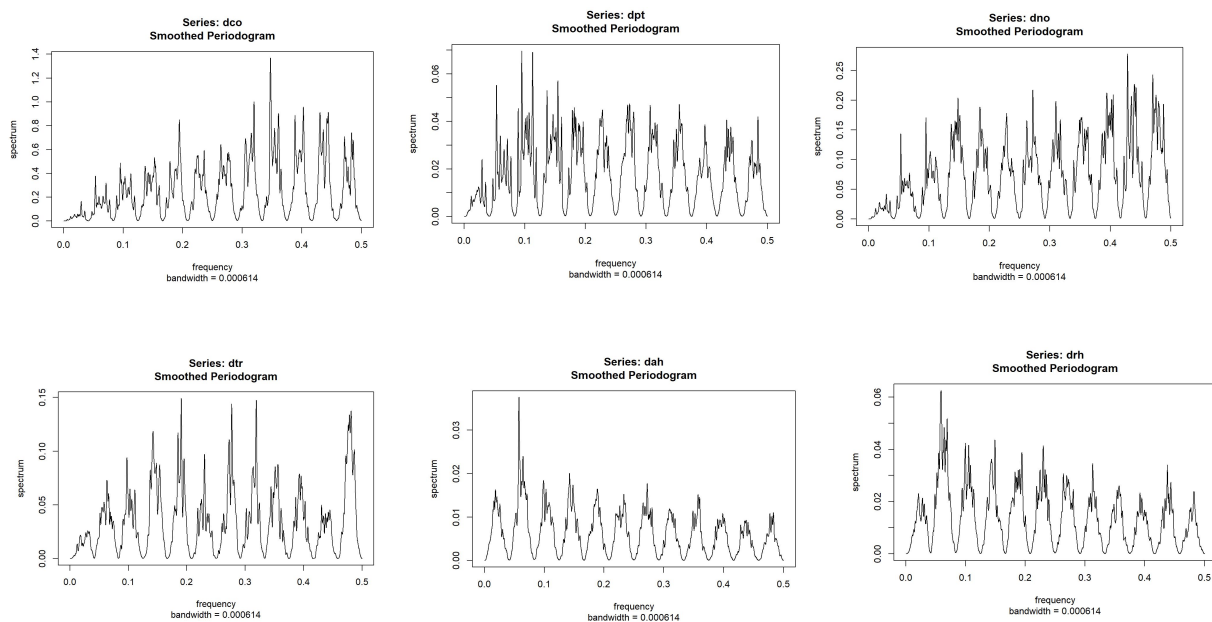 Series: dco
Smoothed Periodogram
spectrum
0.0 0.2 0.4 0.6 0.8 1.0 1.2 1.4
0.0 0.1 0.2 0.3 0.4 0.5
frequency
bandwidth = 0.000614
Series: dpt
Smoothed Periodogram
spectrum
0.00 0.02 0.04 0.06
0.0 0.1 0.2 0.3 0.4 0.5
frequency
bandwidth = 0.000614
Series: dno
Smoothed Periodogram
spectrum
0.00 0.05 0.10 0.15 0.20 0.25
0.0 0.1 0.2 0.3 0.4 0.5
frequency
bandwidth = 0.000614
Series: dtr
Smoothed Periodogram
spectrum
0.00 0.05 0.10 0.15
0.0 0.1 0.2 0.3 0.4 0.5
frequency
bandwidth = 0.000614
Series: dah
Smoothed Periodogram
spectrum
0.00 0.01 0.02 0.03
0.0 0.1 0.2 0.3 0.4 0.5
frequency
bandwidth = 0.000614
Series: drh
Smoothed Periodogram
spectrum
0.00 0.02 0.04 0.06
0.0 0.1 0.2 0.3 0.4 0.5
frequency
bandwidth = 0.000614